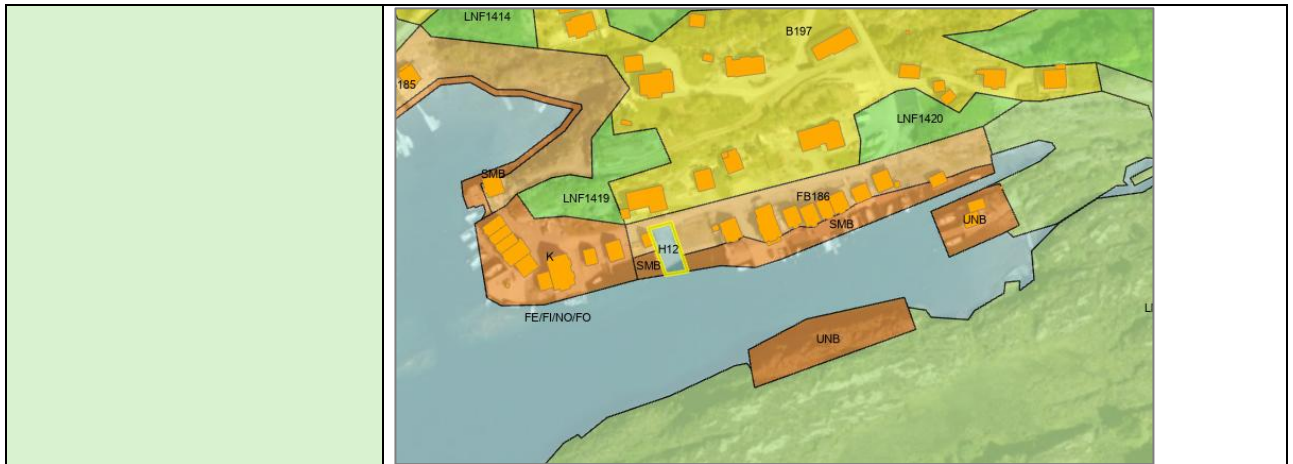 LNF1414
B197
185
LNF1420
SMB
LNF1419
FB186
SMB
UNB
H12
K
SMB
FE/FI/NO/FO
UNB